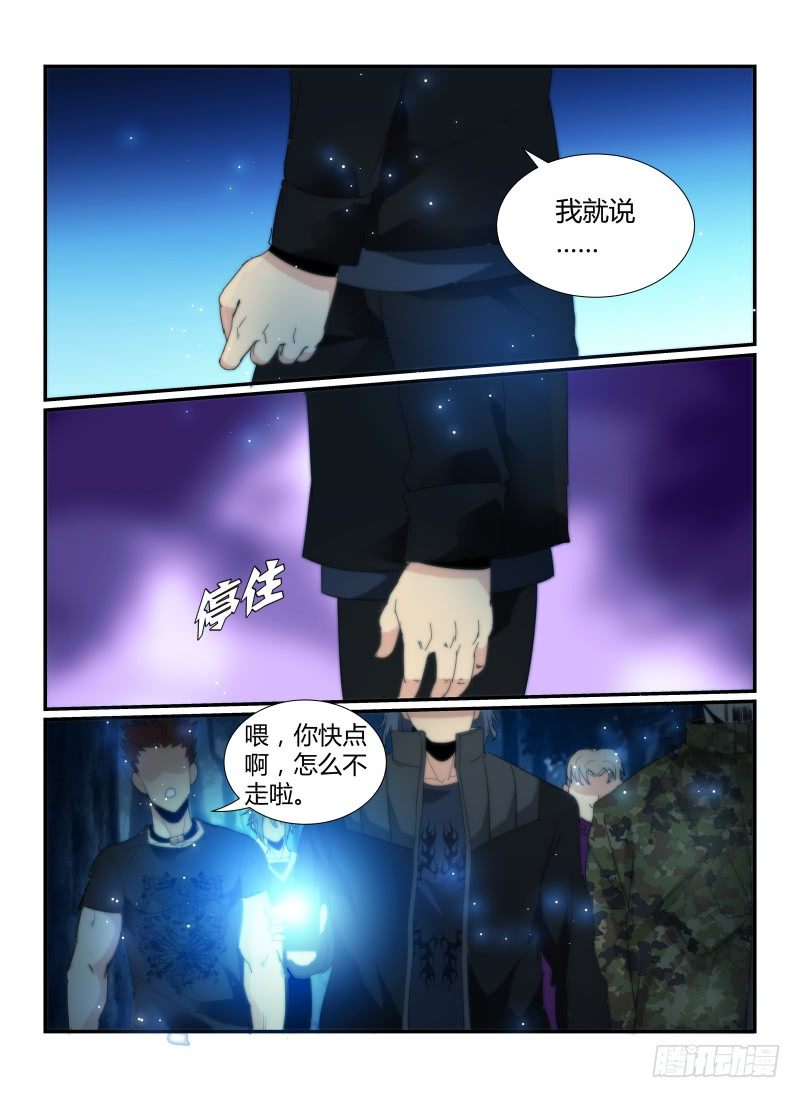 我就说
……
停住
喂，你快点
啊，怎么不
走啦。
腾讯动漫